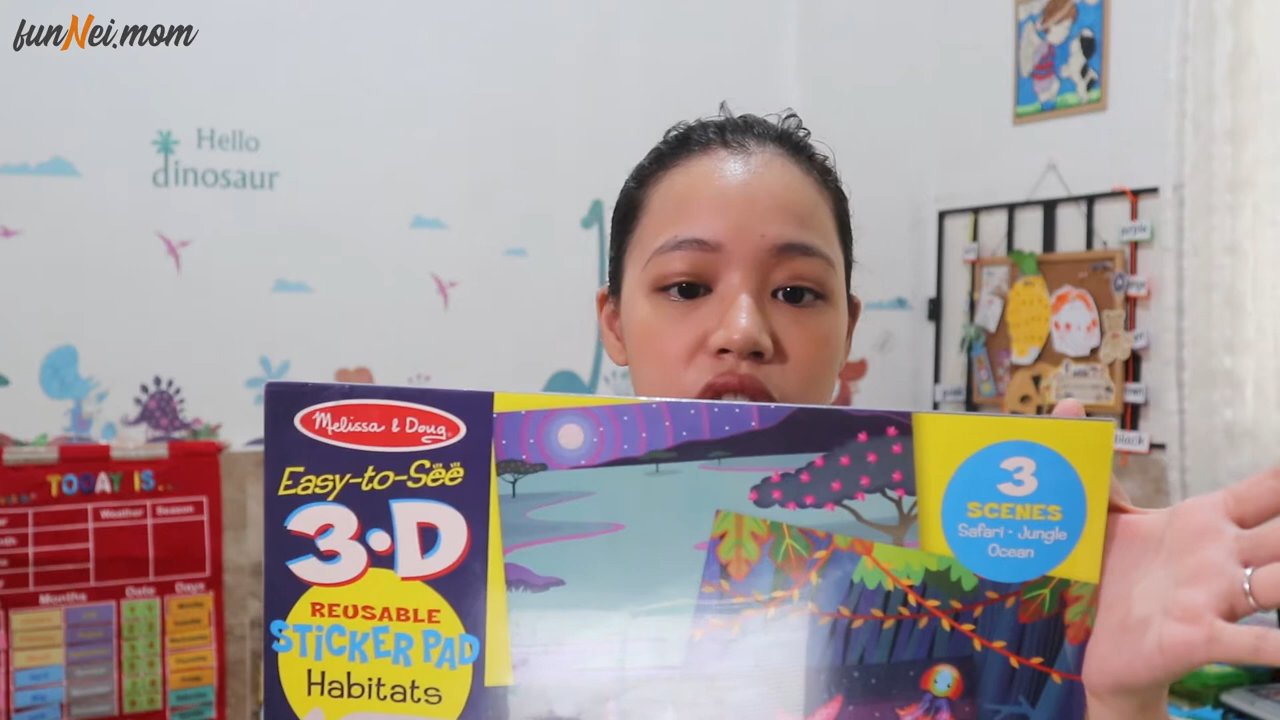 funNei.mom
Hello
dinosaur
Melissa & Doug
Easy-to-See
3-D
REUSABLE
STICKER PAD
Habitats
3
SCENES
Safari · Jungle
Ocean
TODAY IS...
Weather
Season
Months
Date
Days
purple
black